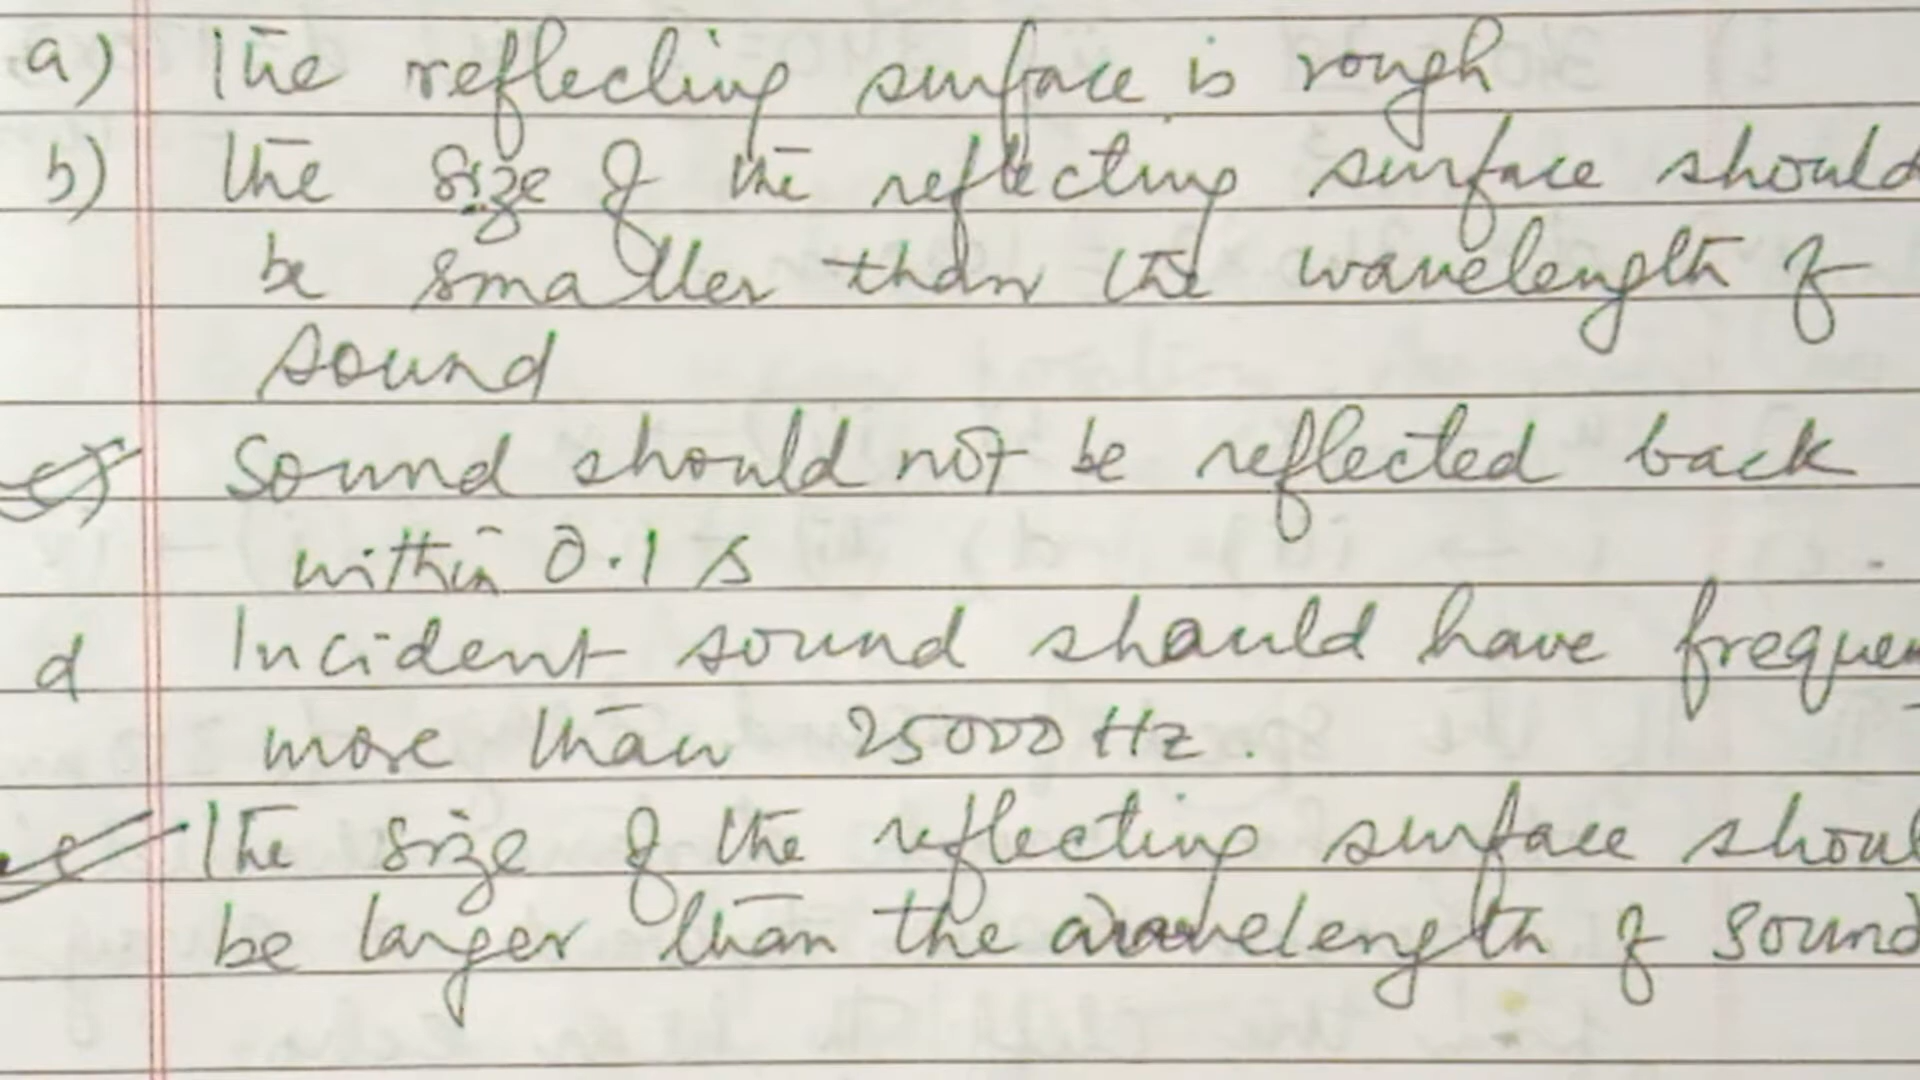 a) The reflecting surface is rough
b) The size of the reflecting surface should
be smaller than the wavelength of
sound
c) Sound should not be reflected back
within 0.1 s
d Incident sound should have frequen
more than 25000 Hz.
e The size of the reflecting surface shoul
be larger than the wavelength of sound